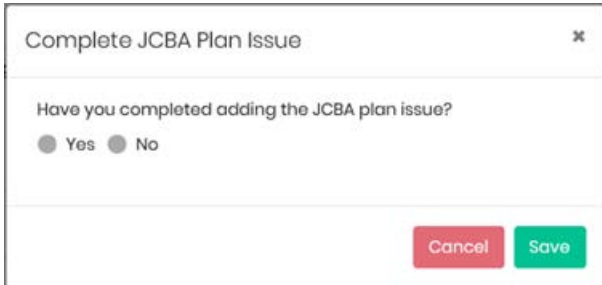 Complete JCBA Plan Issue
Have you completed adding the JCBA plan issue?
Yes No
Cancel Save